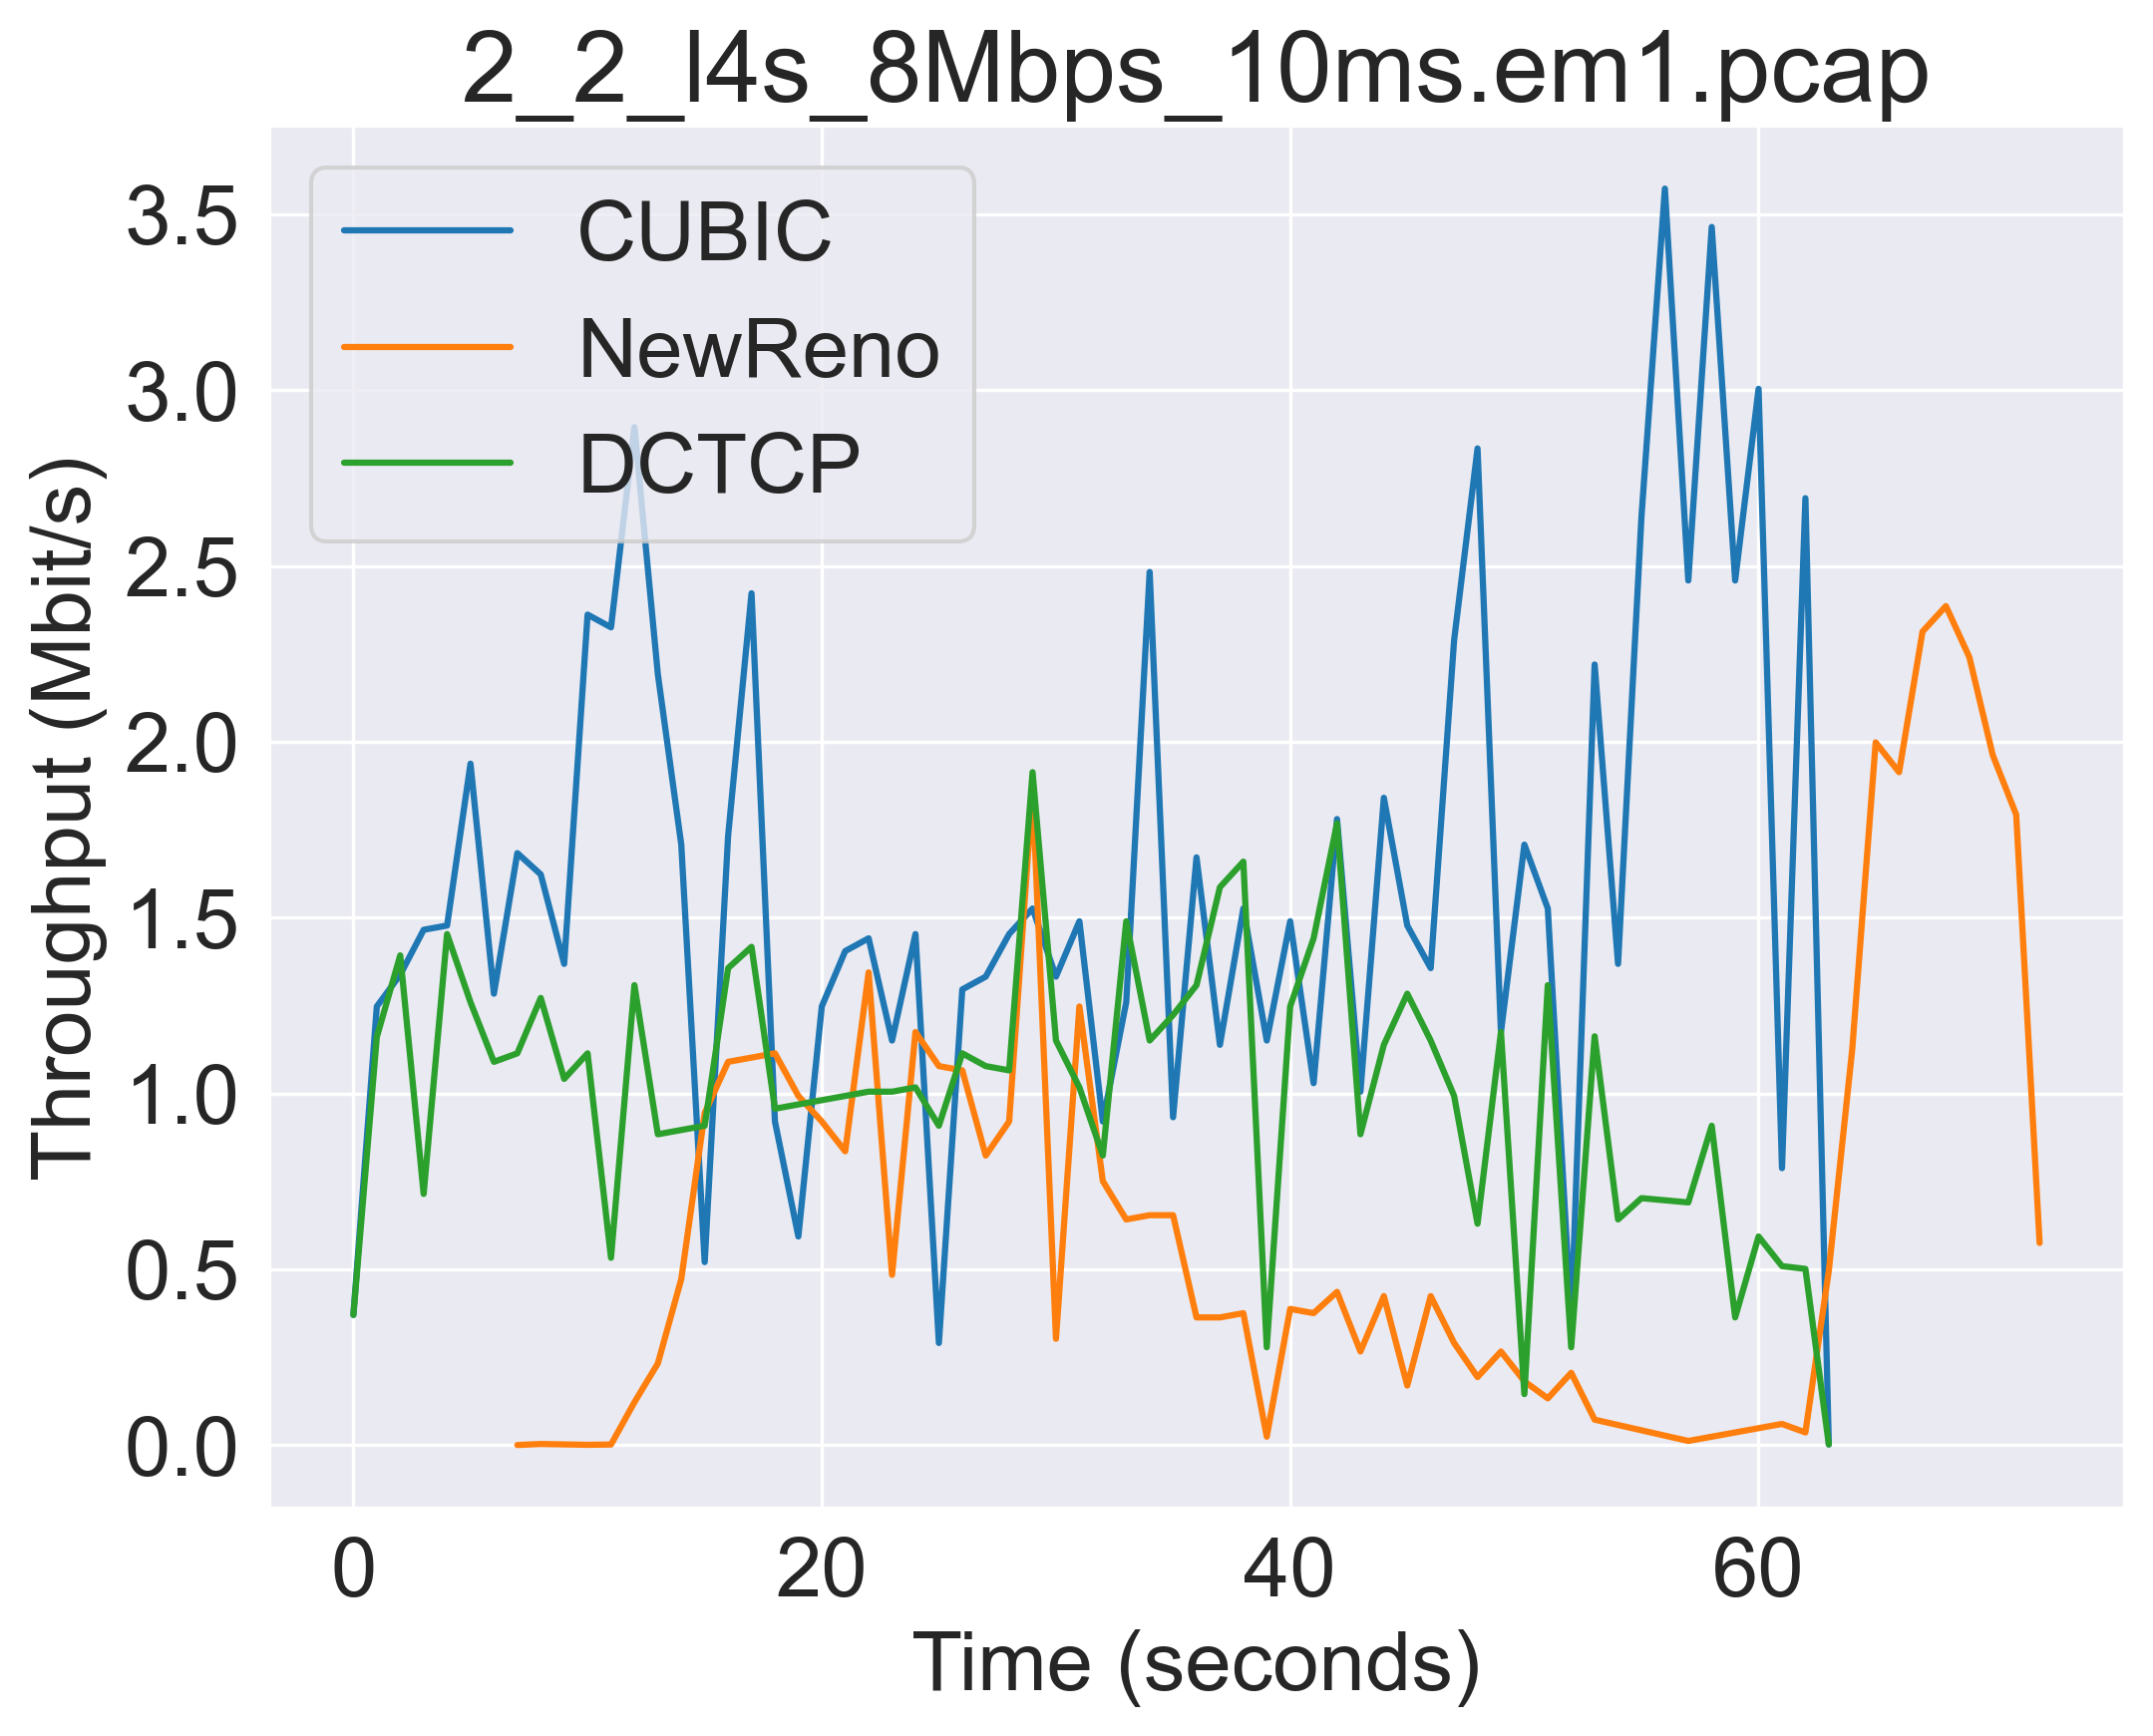 2_2_l4s_8Mbps_10ms.em1.pcap
3.5
3.0
2.5
2.0
1.5
1.0
0.5
0.0
Throughput (Mbit/s)
CUBIC
NewReno
DCTCP
0 20 40 60
Time (seconds)